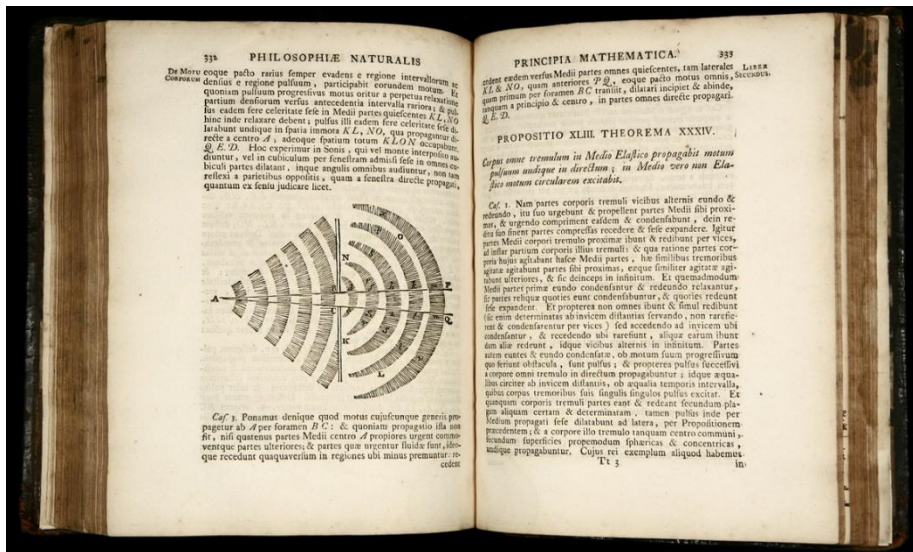 332 PHILOSOPHIÆ NATURALIS
De Motu
Corporum
eoque pacto rarius semper evadens e regione intervallorum ac
densius e regione pulsuum, participabit eorundem motum. Et
quoniam pulsuum progressivus motus oritur a perpetua relaxatione
partium densiorum versus antecedentia intervalla rariora; & pul-
sus eadem fere celeritate sese in Medii partes quiescentes KL, NO
hinc inde relaxare debent; pulsus illi eadem fere celeritate sese di-
latabunt undique in spatia immota KL, NO, qua propagantur di-
recte a centro A; adeoque spatium totum KLON occupabunt.
Q. E. D. Hoc experimur in Sonis, qui vel monte interposito au-
diuntur, vel in cubiculum per fenestram admissi sese in omnes cu-
biculi partes dilatant, inque angulis omnibus audiuntur, non tam
reflexi a parietibus oppositis, quam a fenestra directe propagati,
quantum ex sensu judicare licet.
P O
N
A P
C Q
K
L
Cas. 3. Ponamus denique quod motus cujuscunque generis pro-
pagetur ab A per foramen BC: & quoniam propagatio ista non
fit, nisi quatenus partes Medii centro A propiores urgent commo-
ventque partes ulteriores; & partes quæ urgentur fluidæ sunt, ideo-
que recedunt quaquaversum in regiones ubi minus premuntur: re-
cedent
PRINCIPIA MATHEMATICA. 333
Liber
Secundus.
cedent eædem versus Medii partes omnes quiescentes, tam laterales
KL & NO, quam anteriores PQ, eoque pacto motus omnis,
quam primum per foramen BC transiit, dilatari incipiet & abinde,
tanquam a principio & centro, in partes omnes directe propagari.
Q. E. D.
PROPOSITIO XLIII. THEOREMA XXXIV.
Corpus omne tremulum in Medio Elastico propagabit motum
pulsuum undique in directum; in Medio vero non Ela-
stico motum circularem excitabit.
Cas. 1. Nam partes corporis tremuli vicibus alternis eundo &
redeundo, itu suo urgebunt & propellent partes Medii sibi proxi-
mas, & urgendo compriment easdem & condensabunt, dein re-
ditu suo sinent partes compressas recedere & sese expandere. Igitur
partes Medii corpori tremulo proximæ ibunt & redibunt per vices,
ad instar partium corporis illius tremuli: & qua ratione partes cor-
poris hujus agitabant hasce Medii partes, hæ similibus tremoribus
agitatæ agitabunt partes sibi proximas, eæque similiter agitatæ agi-
tabunt ulteriores, & sic deinceps in infinitum. Et quemadmodum
Medii partes primæ eundo condensantur & redeundo relaxantur,
sic partes reliquæ quoties eunt condensabuntur, & quoties redeunt
sese expandent. Et propterea non omnes ibunt & simul redibunt
(sic enim determinatas ab invicem distantias servando, non rarefie-
rent & condensarentur per vices) sed accedendo ad invicem ubi
condensantur, & recedendo ubi rarefiunt, aliquæ earum ibunt
dum aliæ redeunt, idque vicibus alternis in infinitum. Partes
autem euntes & eundo condensatæ, ob motum suum progressivum
quo feriunt obstacula, sunt pulsus; & propterea pulsus successivi
a corpore omni tremulo in directum propagabuntur; idque æqua-
libus circiter ab invicem distantiis, ob æqualia temporis intervalla,
quibus corpus tremoribus suis singulis singulos pulsus excitat. Et
quanquam corporis tremuli partes eant & redeant secundum pla-
gam aliquam certam & determinatam, tamen pulsus inde per
Medium propagati sese dilatabunt ad latera, per Propositionem
præcedentem; & a corpore illo tremulo tanquam centro communi,
secundum superficies propemodum sphæricas & concentricas,
undique propagabuntur. Cujus rei exemplum aliquod habemus
Tt 3 in